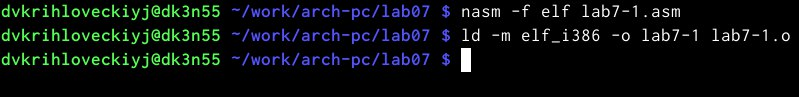 dvkrihloveckiyj@dk3n55 ~/work/arch-pc/lab07 $ nasm -f elf lab7-1.asm
dvkrihloveckiyj@dk3n55 ~/work/arch-pc/lab07 $ ld -m elf_i386 -o lab7-1 lab7-1.o
dvkrihloveckiyj@dk3n55 ~/work/arch-pc/lab07 $